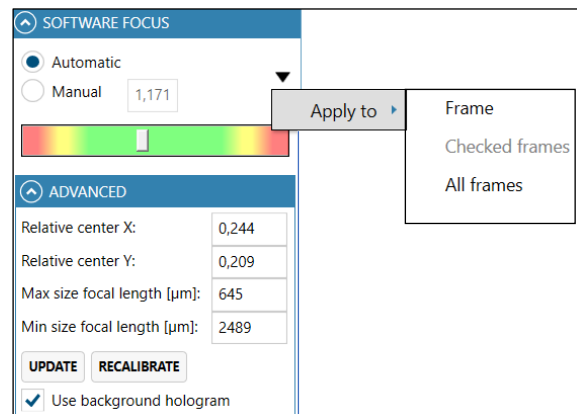 SOFTWARE FOCUS
Automatic
Manual 1,171
Apply to
Frame
Checked frames
All frames
ADVANCED
Relative center X: 0,244
Relative center Y: 0,209
Max size focal length [µm]: 645
Min size focal length [µm]: 2489
UPDATE RECALIBRATE
Use background hologram